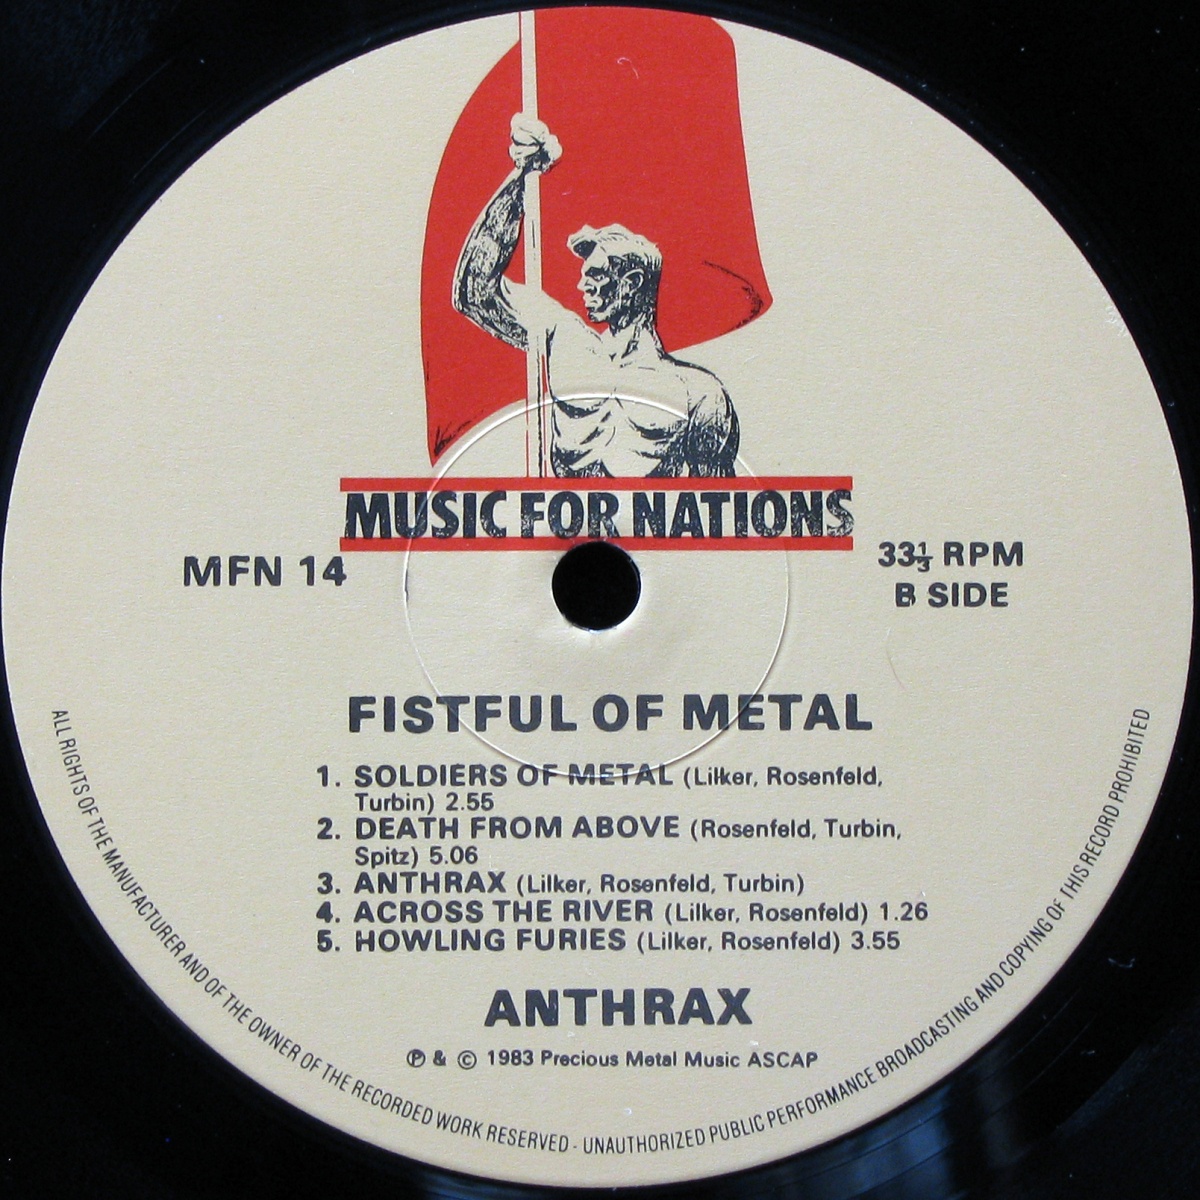 MUSIC FOR NATIONS
MFN 14
33⅓ RPM
B SIDE
FISTFUL OF METAL
1. SOLDIERS OF METAL (Lilker, Rosenfeld,
Turbin) 2.55
2. DEATH FROM ABOVE (Rosenfeld, Turbin,
Spitz) 5.06
3. ANTHRAX (Lilker, Rosenfeld, Turbin)
4. ACROSS THE RIVER (Lilker, Rosenfeld) 1.26
5. HOWLING FURIES (Lilker, Rosenfeld) 3.55
ANTHRAX
℗ & © 1983 Precious Metal Music ASCAP
ALL RIGHTS OF THE MANUFACTURER AND OF THE OWNER OF THE RECORDED WORK RESERVED - UNAUTHORIZED PUBLIC PERFORMANCE BROADCASTING AND COPYING OF THIS RECORD PROHIBITED